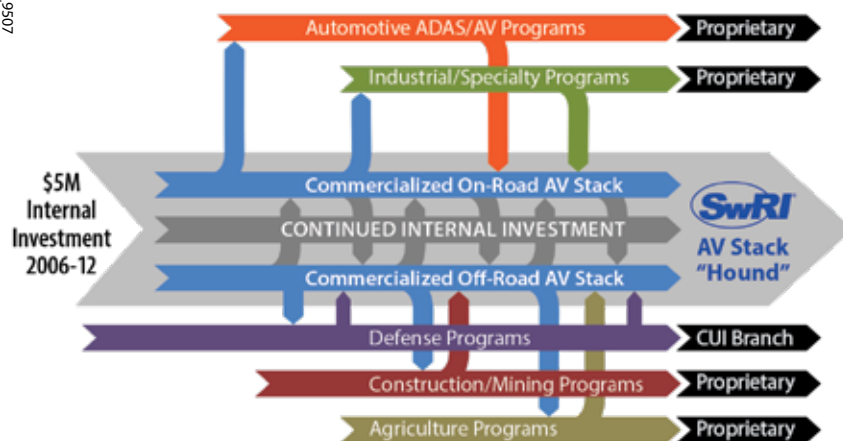 9507
Automotive ADAS/AV Programs
Proprietary
Industrial/Specialty Programs
Proprietary
$5M
Internal
Investment
2006-12
Commercialized On-Road AV Stack
CONTINUED INTERNAL INVESTMENT
Commercialized Off-Road AV Stack
SwRI
AV Stack
"Hound"
Defense Programs
CUI Branch
Construction/Mining Programs
Proprietary
Agriculture Programs
Proprietary